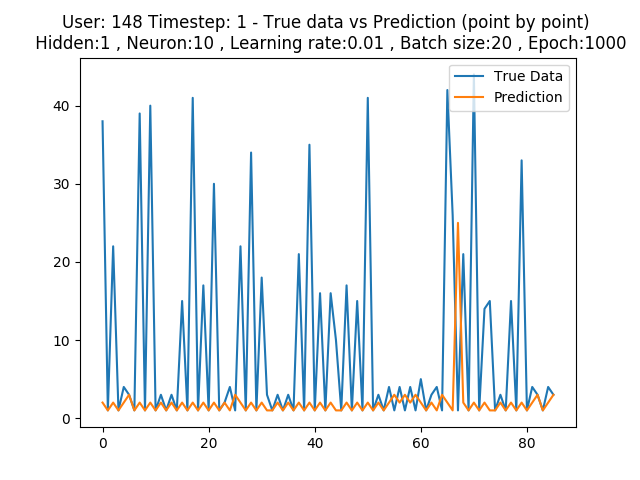 User: 148 Timestep: 1 - True data vs Prediction (point by point)
Hidden:1 , Neuron:10 , Learning rate:0.01 , Batch size:20 , Epoch:1000
True Data
Prediction
40
30
20
10
0
0 20 40 60 80